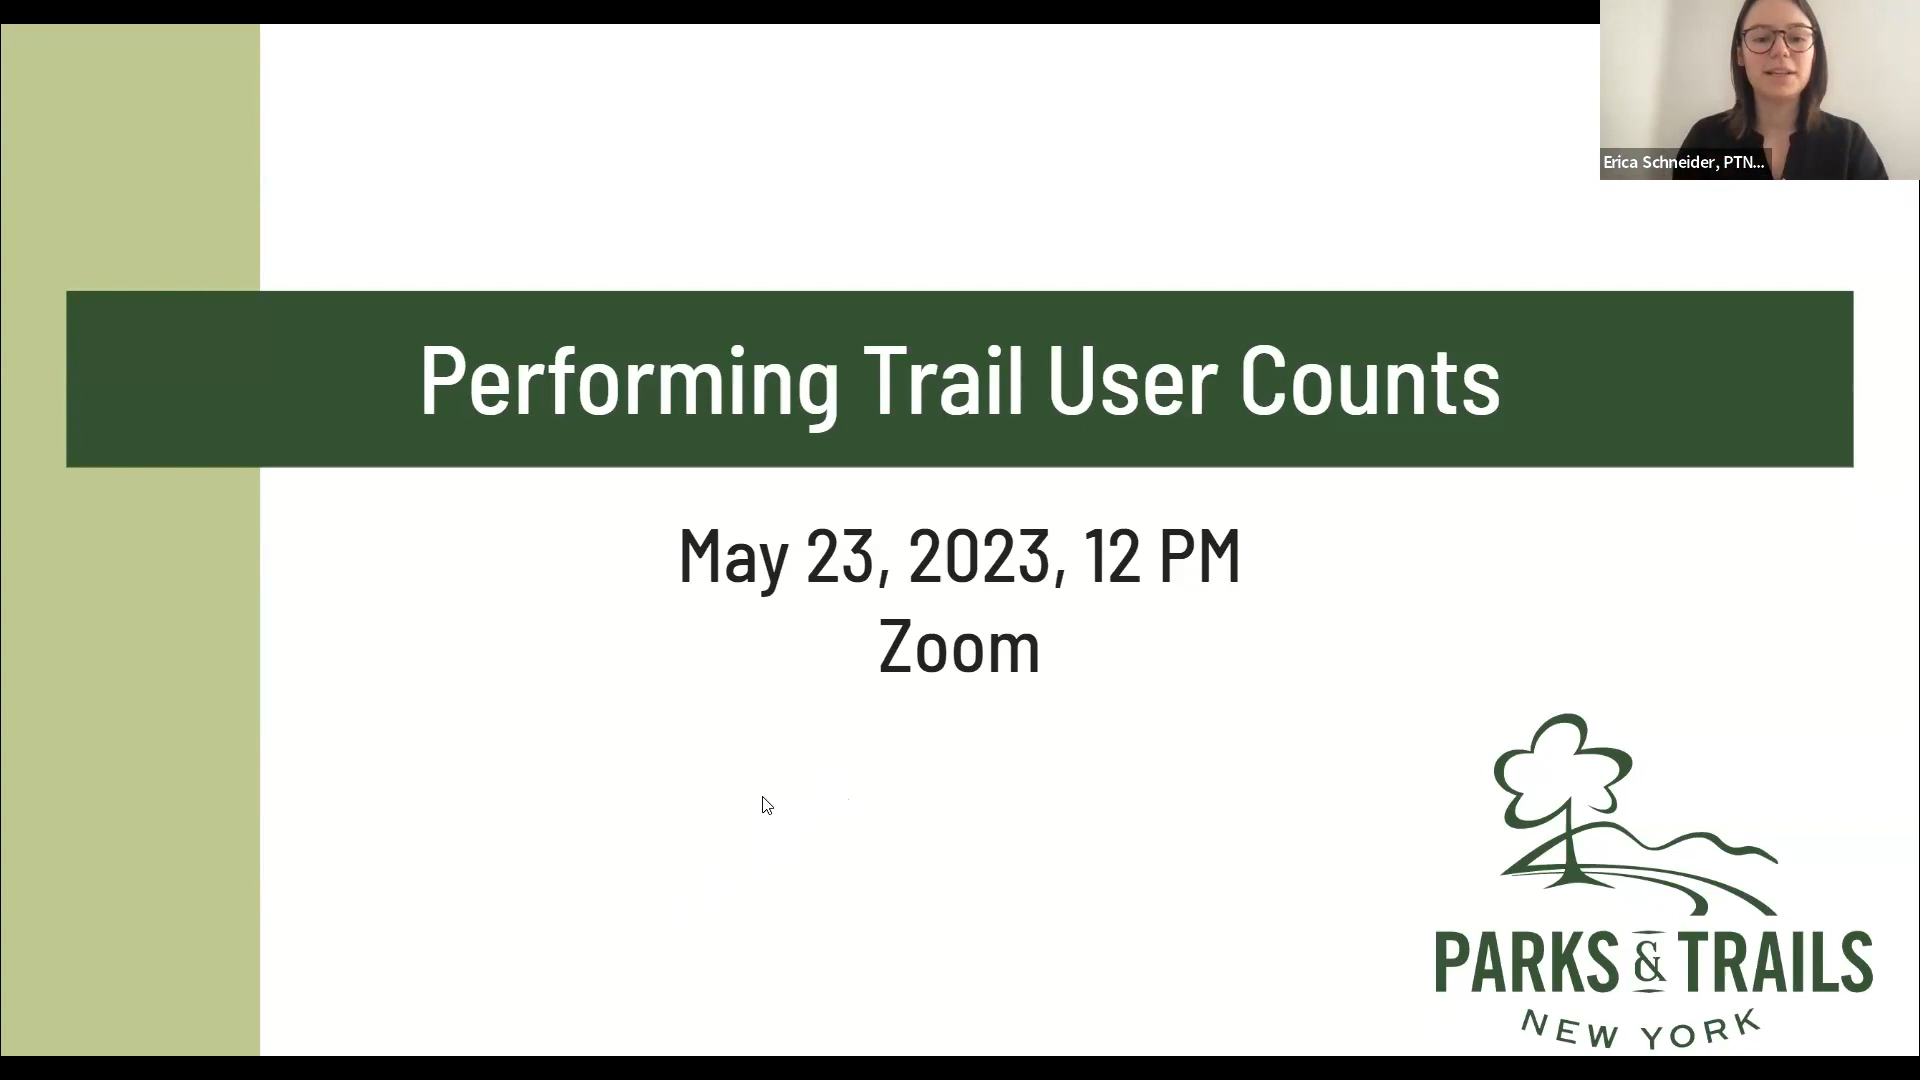 Erica Schneider, PTN...
Performing Trail User Counts
May 23, 2023, 12 PM
Zoom
PARKS & TRAILS
NEW YORK